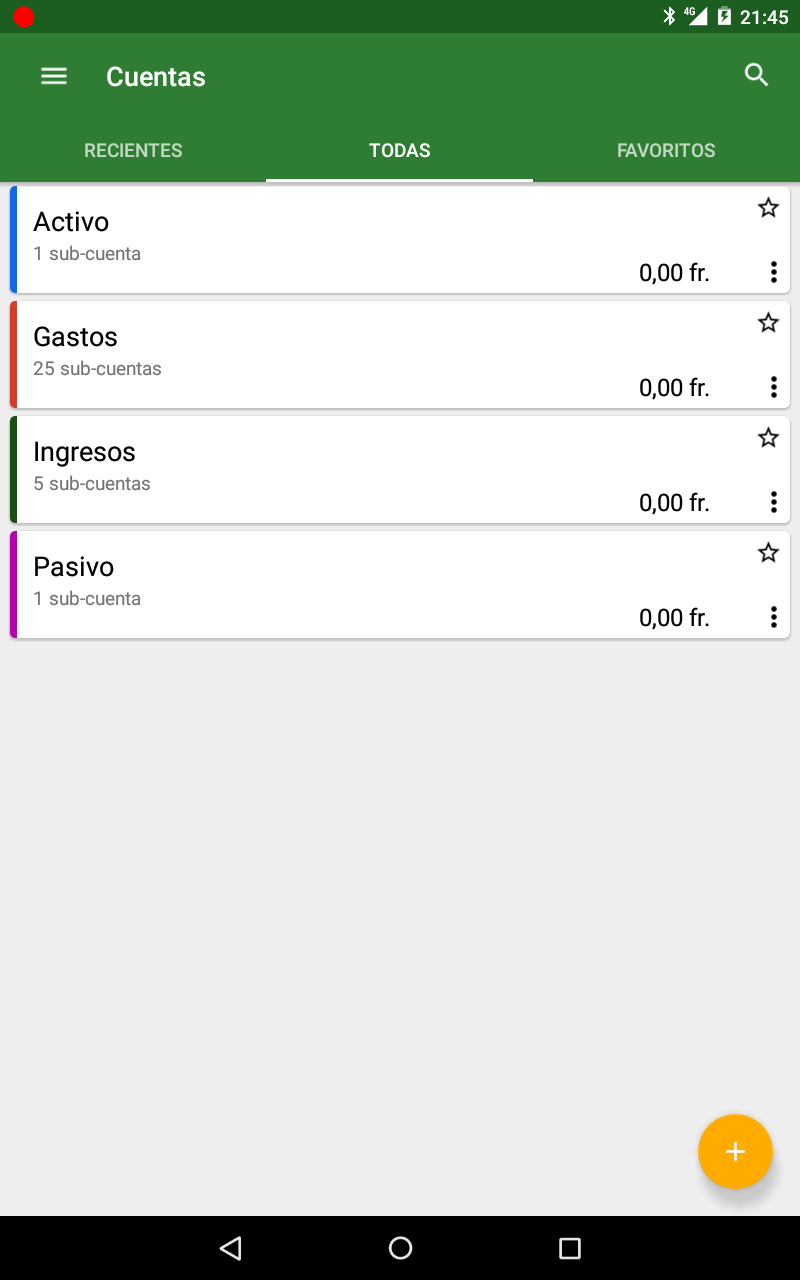 4G 21:45
Cuentas
RECIENTES TODAS FAVORITOS
Activo
1 sub-cuenta
0,00 fr.
Gastos
25 sub-cuentas
0,00 fr.
Ingresos
5 sub-cuentas
0,00 fr.
Pasivo
1 sub-cuenta
0,00 fr.